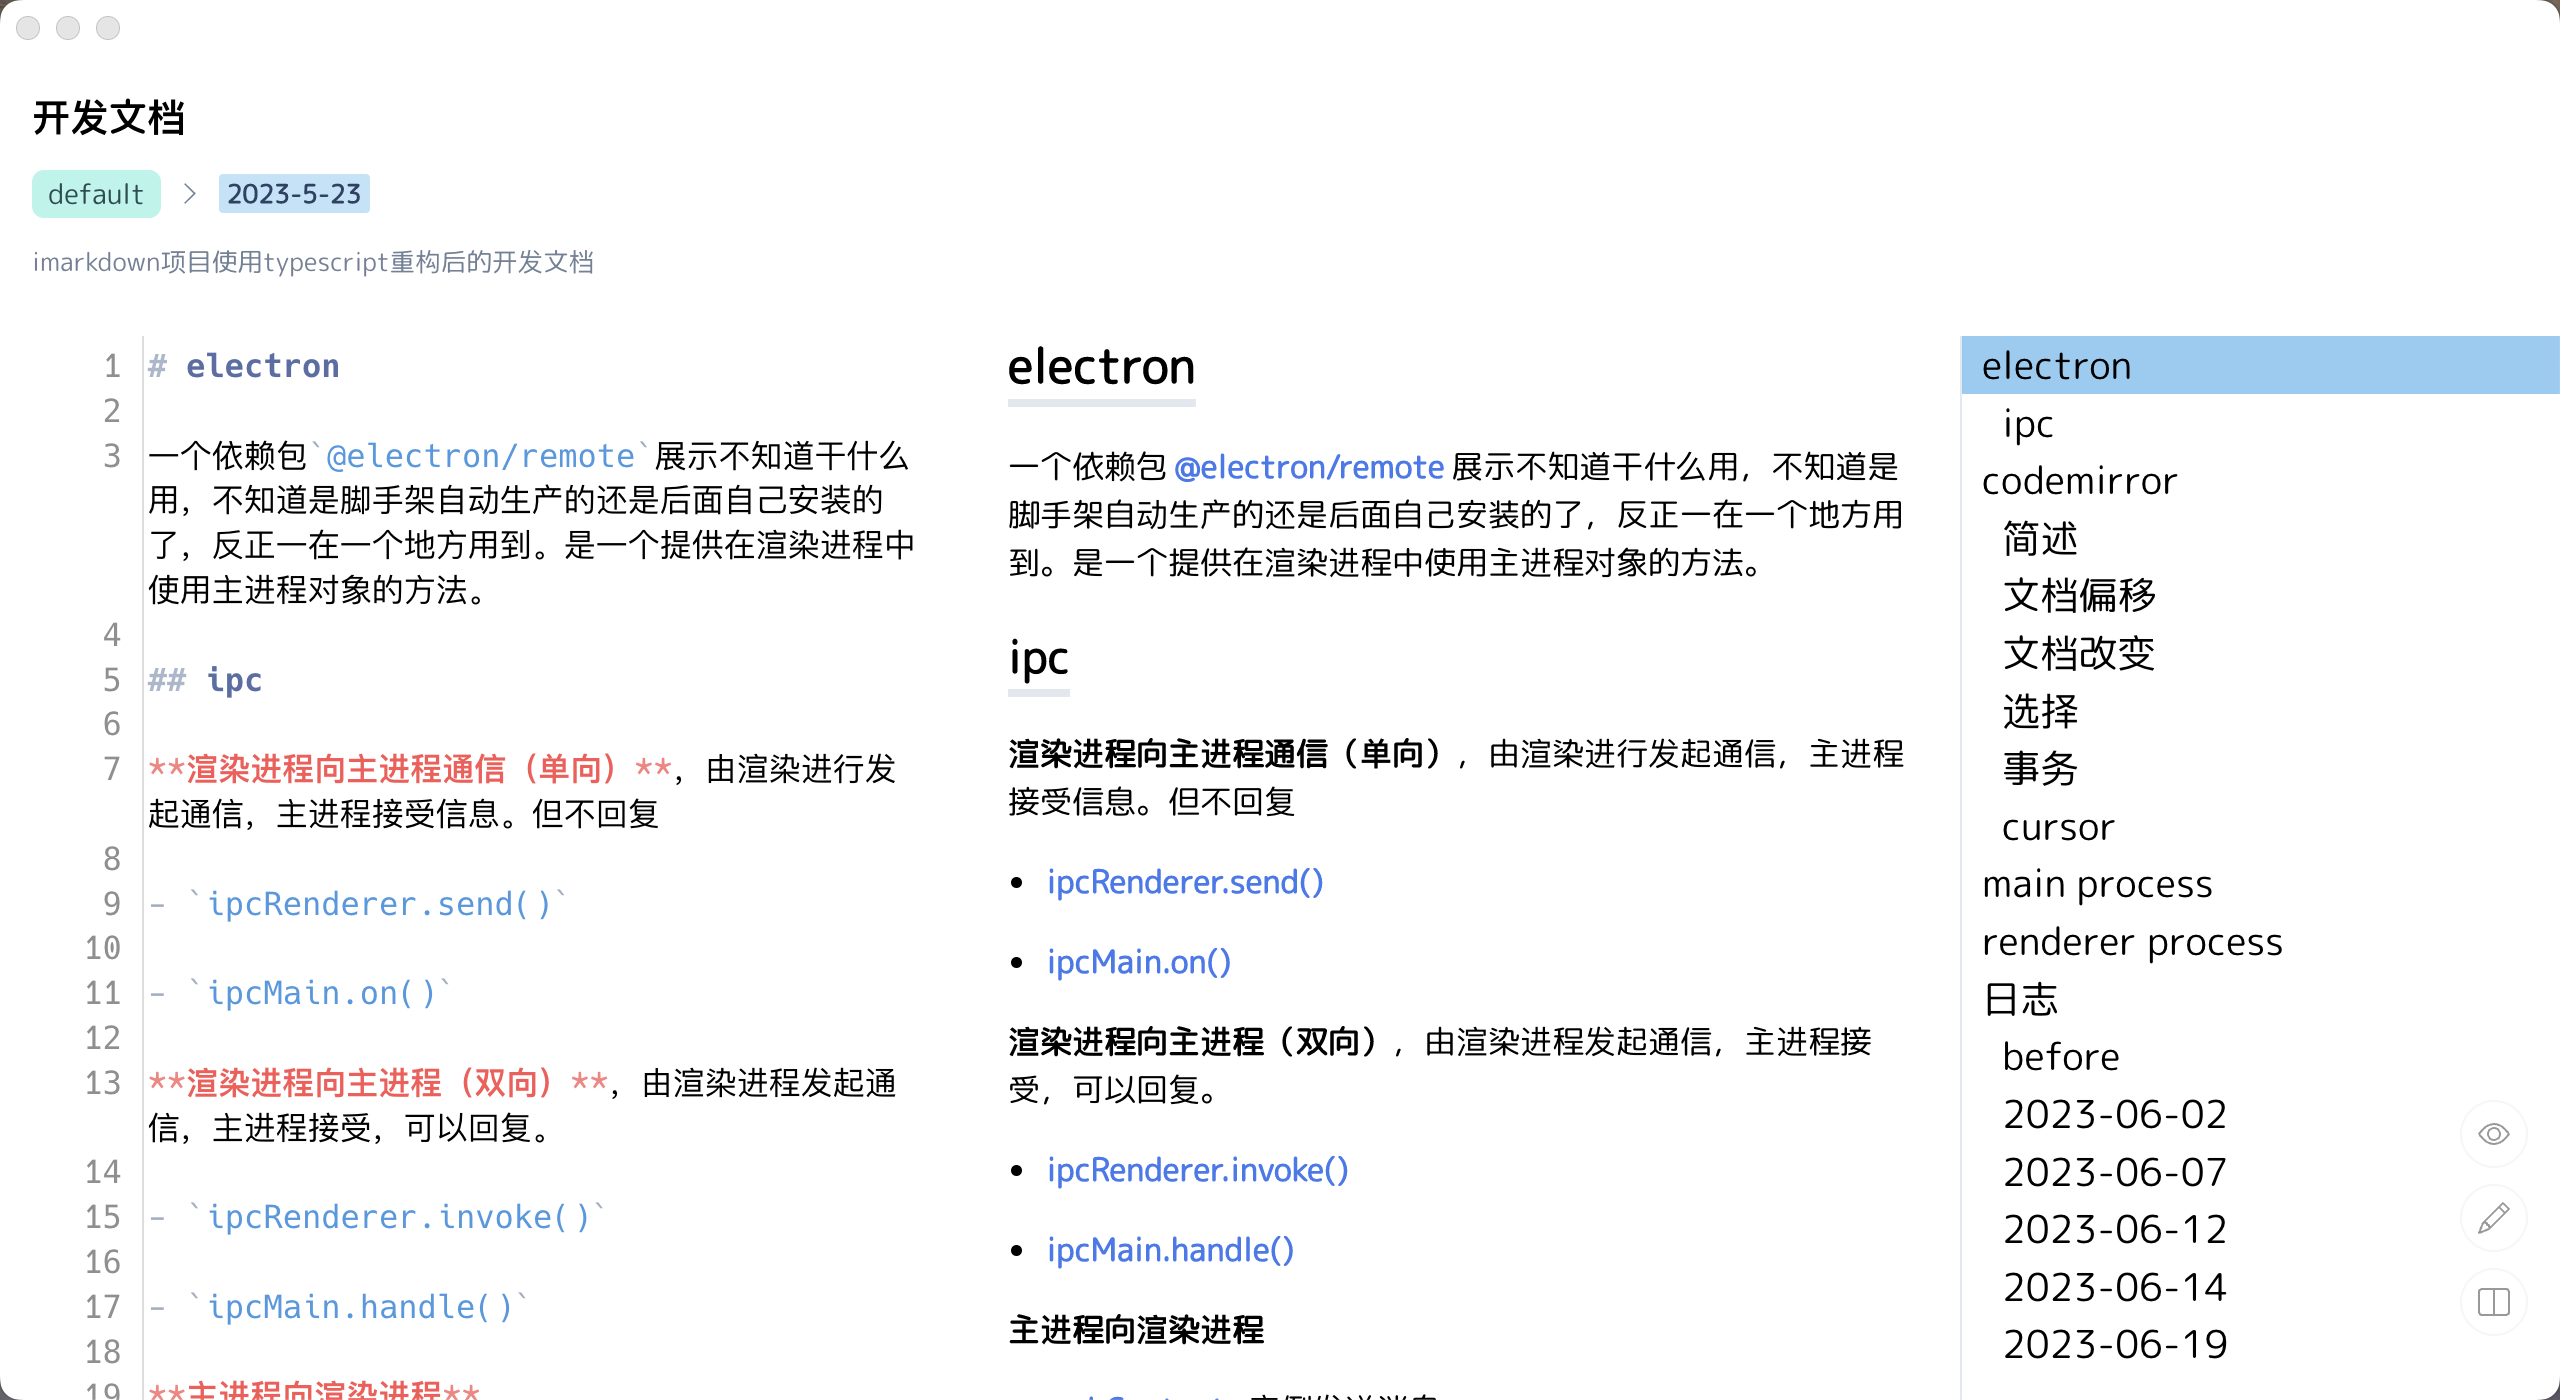 开发文档
default > 2023-5-23
imarkdown项目使用typescript重构后的开发文档
1 # electron
2
3 一个依赖包`@electron/remote`展示不知道干什么
用，不知道是脚手架自动生产的还是后面自己安装的
了，反正一在一个地方用到。是一个提供在渲染进程中
使用主进程对象的方法。
4
5 ## ipc
6
7 **渲染进程向主进程通信（单向）**，由渲染进行发
起通信，主进程接受信息。但不回复
8
9 - `ipcRenderer.send()`
10
11 - `ipcMain.on()`
12
13 **渲染进程向主进程（双向）**，由渲染进程发起通
信，主进程接受，可以回复。
14
15 - `ipcRenderer.invoke()`
16
17 - `ipcMain.handle()`
18
19 **主进程向渲染进程**
electron
一个依赖包 @electron/remote 展示不知道干什么用，不知道是
脚手架自动生产的还是后面自己安装的了，反正一在一个地方用
到。是一个提供在渲染进程中使用主进程对象的方法。
ipc
渲染进程向主进程通信（单向），由渲染进行发起通信，主进程
接受信息。但不回复
• ipcRenderer.send()
• ipcMain.on()
渲染进程向主进程（双向），由渲染进程发起通信，主进程接
受，可以回复。
• ipcRenderer.invoke()
• ipcMain.handle()
主进程向渲染进程
electron
ipc
codemirror
简述
文档偏移
文档改变
选择
事务
cursor
main process
renderer process
日志
before
2023-06-02
2023-06-07
2023-06-12
2023-06-14
2023-06-19